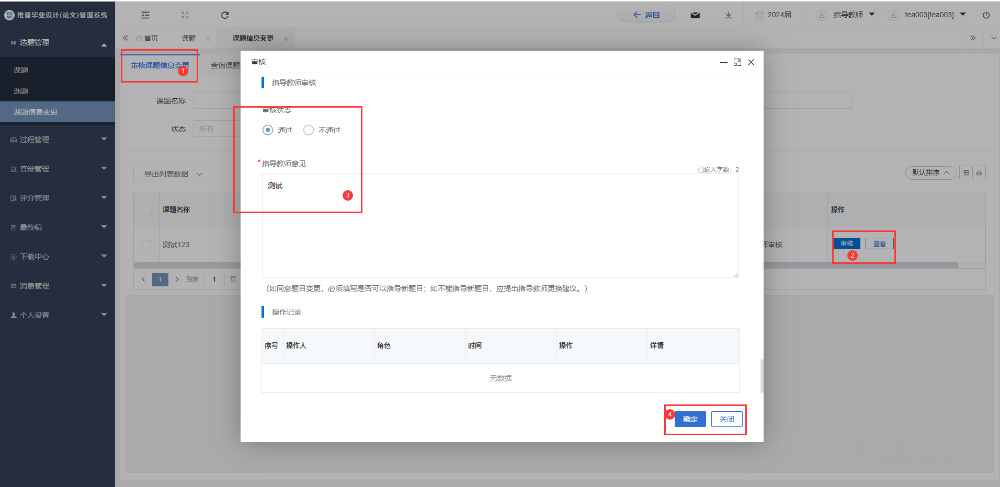 维普毕业设计(论文)管理系统
返回
2024届
指导教师
tea003[tea003]
选题管理
课题
选题
课题信息变更
过程管理
答辩管理
评分管理
最终稿
下载中心
消息管理
个人设置
首页
课题
课题信息变更
审核课题信息变更
1
查询课题
课题名称
状态
所有
导出列表数据
默认排序
课题名称
操作
测试123
师审核
审核
查看
2
1
到第
1
页
审核
指导教师审核
*审核状态
通过
不通过
*指导教师意见
已输入字数：2
测试
3
（如同意题目变更，必须填写是否可以指导新题目；如不能指导新题目，应提出指导教师更换建议。）
操作记录
序号 操作人 角色 时间 操作 详情
无数据
4
确定
关闭